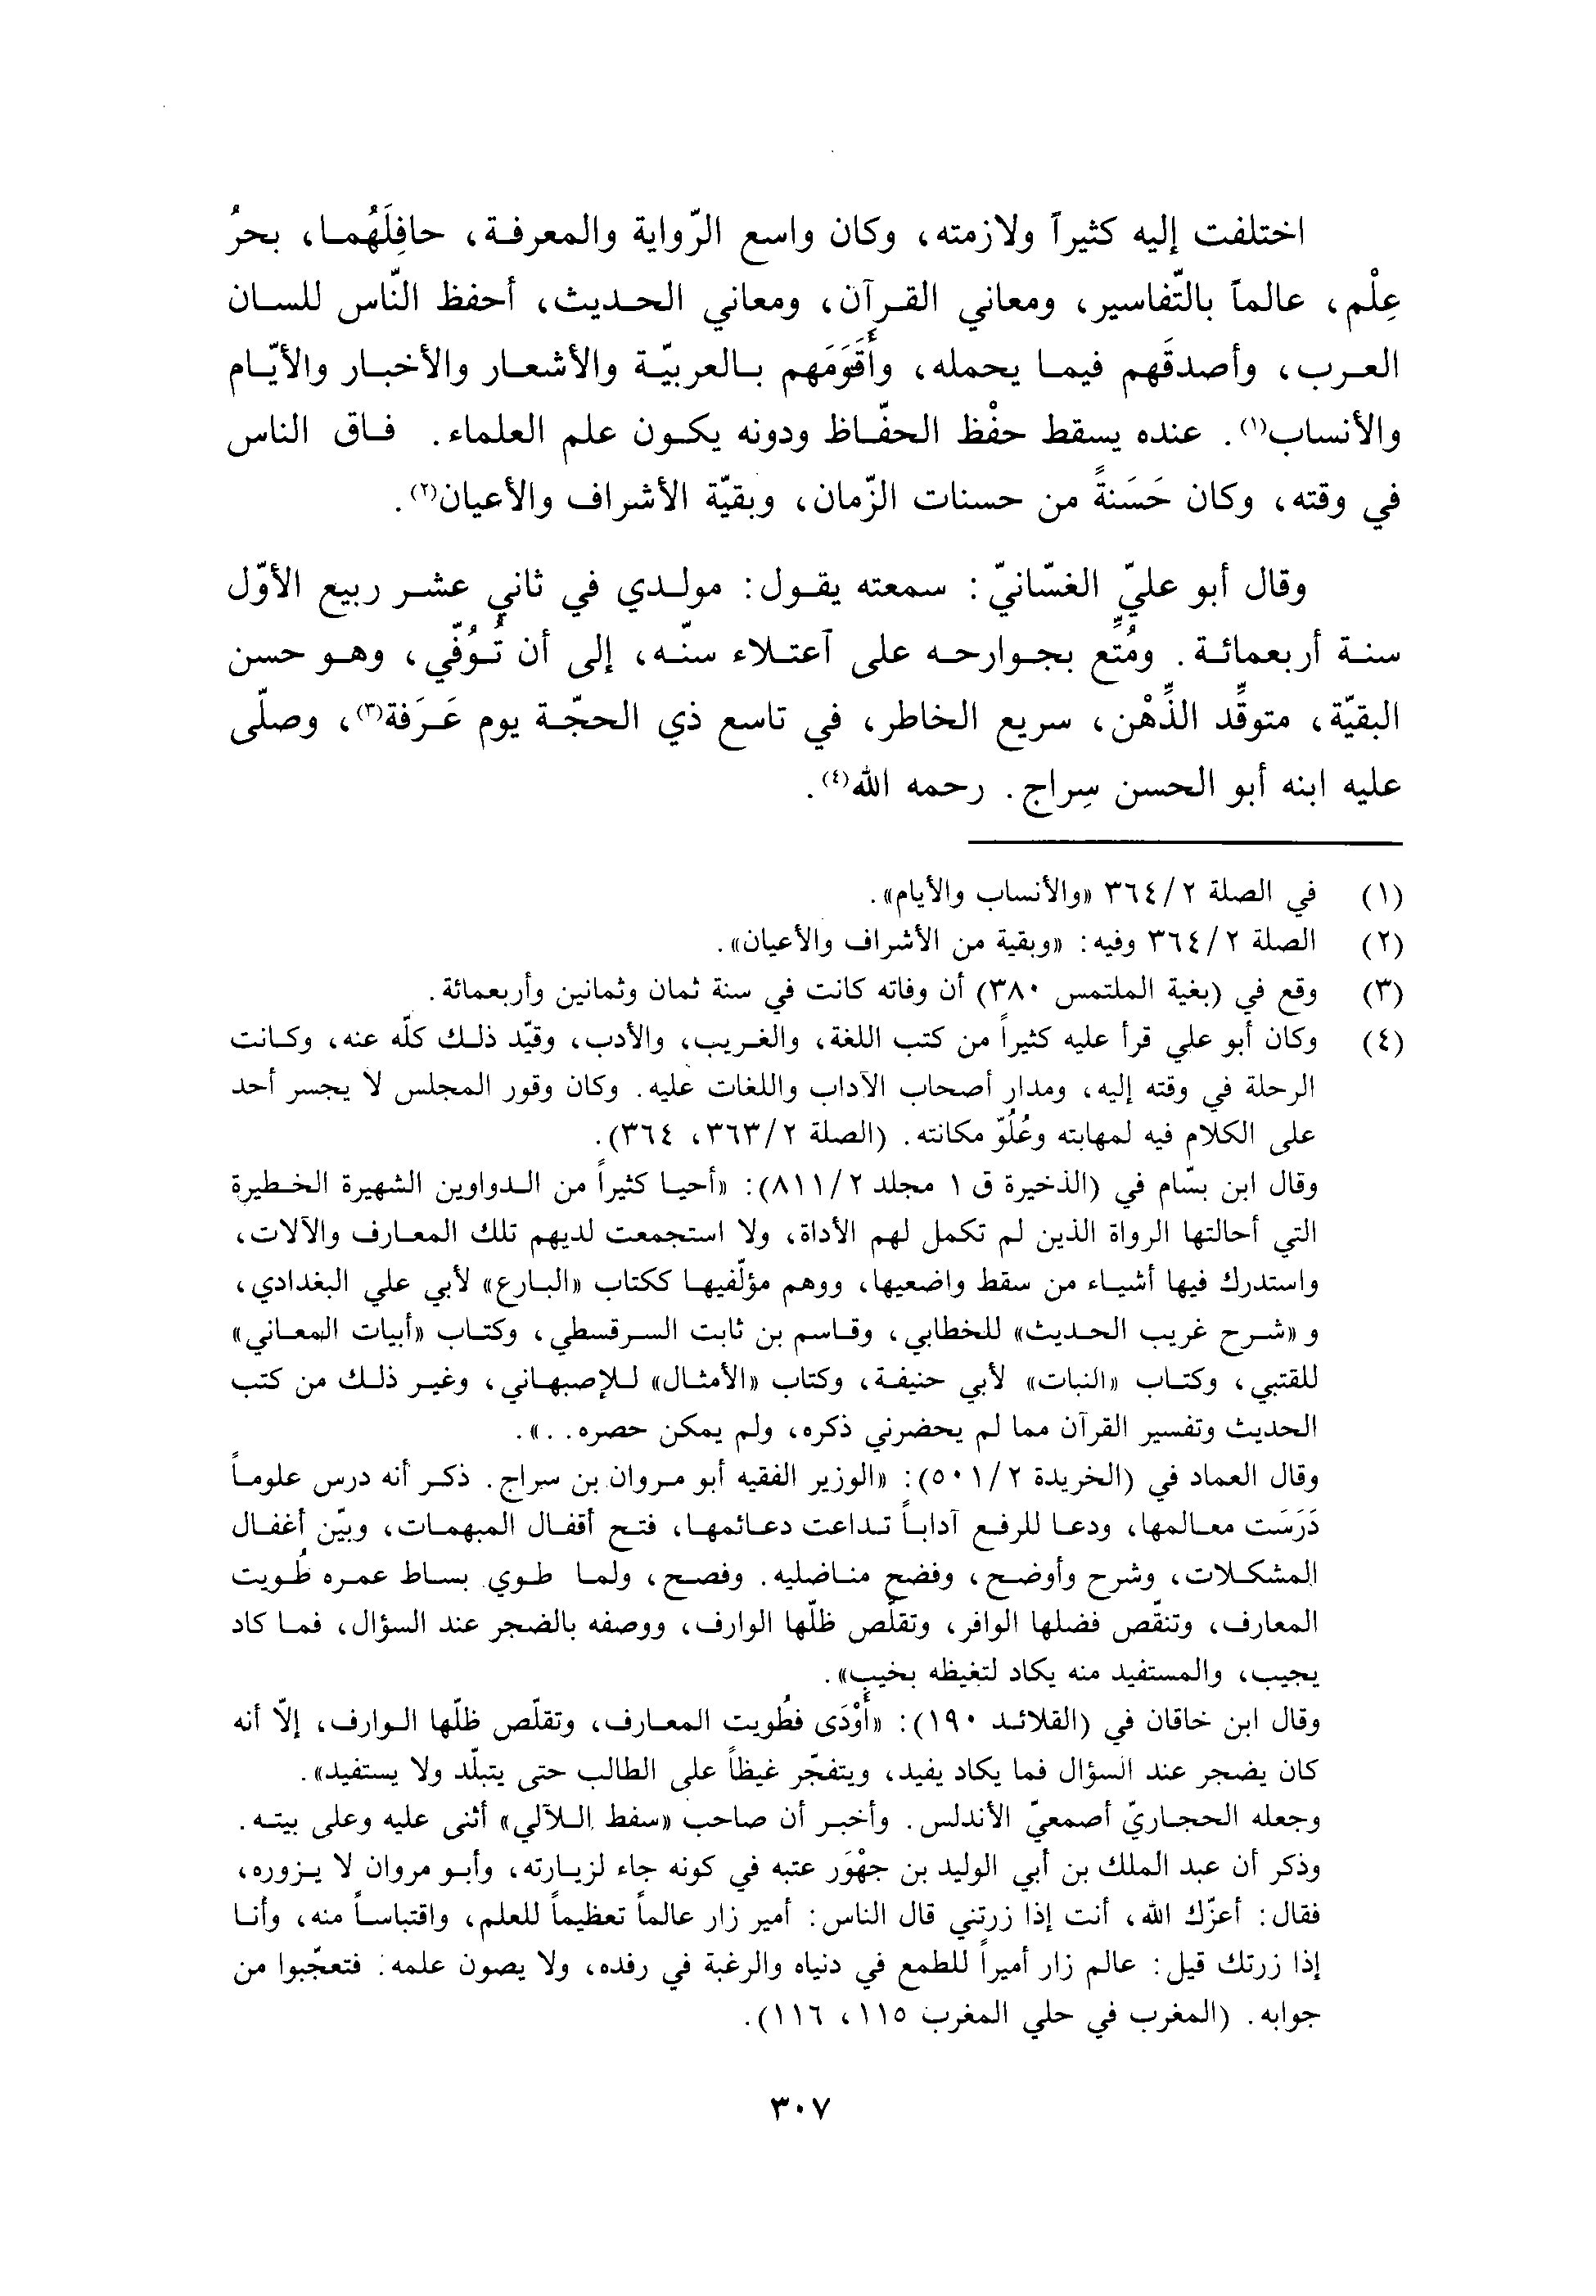 اختلفت إليه كثيراً ولازمته، وكان واسع الرّواية والمعرفة، حافِلَهُما، بحرُ
عِلْم، عالماً بالتّفاسير، ومعاني القرآن، ومعاني الحديث، أحفظ النّاس للسان
العرب، وأصدقَهم فيما يحمله، وأَقْوَمَهم بالعربيّة والأشعار والأخبار والأيّام
والأنساب(١). عنده يسقط حفْظ الحفّاظ ودونه يكون علم العلماء. فاق الناس
في وقته، وكان حَسَنةً من حسنات الزّمان، وبقيّة الأشراف والأعيان(٢).
وقال أبو عليّ الغسّانيّ: سمعته يقول: مولدي في ثاني عشر ربيع الأوّل
سنة أربعمائة. ومُتِّع بجوارحه على آعتلاء سنّه، إلى أن تُوُفّي، وهو حسن
البقيّة، متوقِّد الذِّهْن، سريع الخاطر، في تاسع ذي الحجّة يوم عَرَفة(٣)، وصلّى
عليه ابنه أبو الحسن سِراج. رحمه الله(٤).
(١) في الصلة ٣٦٤/٢ «والأنساب والأيام».
(٢) الصلة ٣٦٤/٢ وفيه: «وبقية من الأشراف والأعيان».
(٣) وقع في (بغية الملتمس ٣٨٠) أن وفاته كانت في سنة ثمان وثمانين وأربعمائة.
(٤) وكان أبو علي قرأ عليه كثيراً من كتب اللغة، والغريب، والأدب، وقيّد ذلك كلّه عنه، وكانت
الرحلة في وقته إليه، ومدار أصحاب الآداب واللغات عليه. وكان وقور المجلس لا يجسر أحد
على الكلام فيه لمهابته وعُلُوّ مكانته. (الصلة ٣٦٣/٢، ٣٦٤).
وقال ابن بسّام في (الذخيرة ق ١ مجلد ٨١١/٢): «أحيا كثيراً من الدواوين الشهيرة الخطيرة
التي أحالتها الرواة الذين لم تكمل لهم الأداة، ولا استجمعت لديهم تلك المعارف والآلات،
واستدرك فيها أشياء من سقط واضعيها، ووهم مؤلّفيها ككتاب «البارع» لأبي علي البغدادي،
و «شرح غريب الحديث» للخطابي، وقاسم بن ثابت السرقسطي، وكتاب «أبيات المعاني»
للقتبي، وكتاب «النبات» لأبي حنيفة، وكتاب «الأمثال» للإصبهاني، وغير ذلك من كتب
الحديث وتفسير القرآن مما لم يحضرني ذكره، ولم يمكن حصره...».
وقال العماد في (الخريدة ٥٠١/٢): «الوزير الفقيه أبو مروان بن سراج. ذكر أنه درس علوماً
دَرَسَت معالمها، ودعا للرفع آداباً تداعت دعائمها، فتح أقفال المبهمات، وبيّن أغفال
المشكلات، وشرح وأوضح، وفضح مناضليه. وفصح، ولما طوي بساط عمره طُويت
المعارف، وتنقّص فضلها الوافر، وتقلّص ظلّها الوارف، ووصفه بالضجر عند السؤال، فما كاد
يجيب، والمستفيد منه يكاد لتغيظه بخيب».
وقال ابن خاقان في (القلائد ١٩٠): «أَوْدَى فطُويت المعارف، وتقلّص ظلّها الوارف، إلاّ أنه
كان يضجر عند السؤال فما يكاد يفيد، ويتفجّر غيظاً على الطالب حتى يتبلّد ولا يستفيد».
وجعله الحجاريّ أصمعيّ الأندلس. وأخبر أن صاحب «سفط اللآلي» أثنى عليه وعلى بيته.
وذكر أن عبد الملك بن أبي الوليد بن جهْوَر عتبه في كونه جاء لزيارته، وأبو مروان لا يزوره،
فقال: أعزّك الله، أنت إذا زرتني قال الناس: أمير زار عالماً تعظيماً للعلم، واقتباساً منه، وأنا
إذا زرتك قيل: عالم زار أميراً للطمع في دنياه والرغبة في رفده، ولا يصون علمه: فتعجّبوا من
جوابه. (المغرب في حلي المغرب ١١٥، ١١٦).
٣٠٧